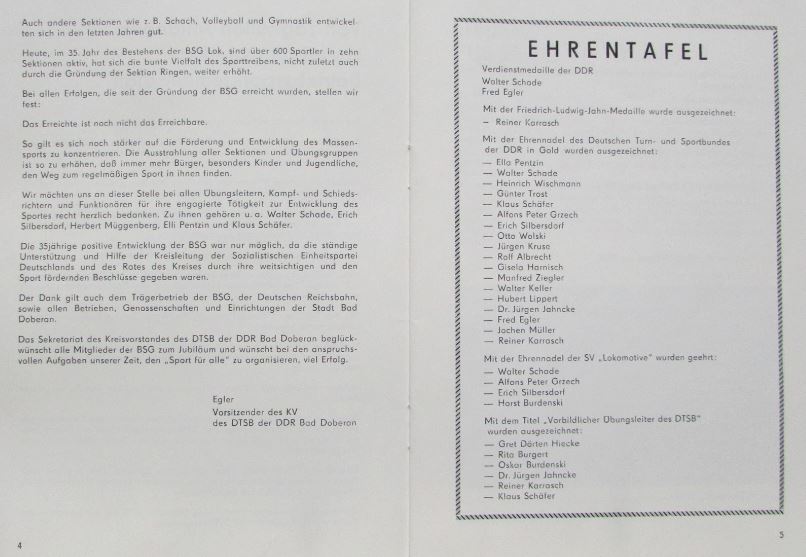 Auch andere Sektionen wie z. B. Schach, Volleyball und Gymnastik entwickel-
ten sich in den letzten Jahren gut.
Heute, im 35. Jahr des Bestehens der BSG Lok, sind über 600 Sportler in zehn
Sektionen aktiv, hat sich die bunte Vielfalt des Sporttreibens, nicht zuletzt auch
durch die Gründung der Sektion Ringen, weiter erhöht.
Bei allen Erfolgen, die seit der Gründung der BSG erreicht wurden, stellen wir
fest:
Das Erreichte ist noch nicht das Erreichbare.
So gilt es sich noch stärker auf die Förderung und Entwicklung des Massen-
sports zu konzentrieren. Die Ausstrahlung aller Sektionen und Übungsgruppen
ist so zu erhöhen, daß immer mehr Bürger, besonders Kinder und Jugendliche,
den Weg zum regelmäßigen Sport in ihnen finden.
Wir möchten uns an dieser Stelle bei allen Übungsleitern, Kampf- und Schieds-
richtern und Funktionären für ihre engagierte Tätigkeit zur Entwicklung des
Sportes recht herzlich bedanken. Zu ihnen gehören u. a. Walter Schade, Erich
Silbersdorf, Herbert Müggenberg, Elli Pentzin und Klaus Schäfer.
Die 35jährige positive Entwicklung der BSG war nur möglich, da die ständige
Unterstützung und Hilfe der Kreisleitung der Sozialistischen Einheitspartei
Deutschlands und des Rates des Kreises durch ihre weitsichtigen und den
Sport fördernden Beschlüsse gegeben waren.
Der Dank gilt auch dem Trägerbetrieb der BSG, der Deutschen Reichsbahn,
sowie allen Betrieben, Genossenschaften und Einrichtungen der Stadt Bad
Doberan.
Das Sekretariat des Kreisvorstandes des DTSB der DDR Bad Doberan beglück-
wünscht alle Mitglieder der BSG zum Jubiläum und wünscht bei den anspruchs-
vollen Aufgaben unserer Zeit, den „Sport für alle" zu organisieren, viel Erfolg.
Egler
Vorsitzender des KV
des DTSB der DDR Bad Doberan
4
EHRENTAFEL
Verdienstmedaille der DDR
Walter Schade
Fred Egler
Mit der Friedrich-Ludwig-Jahn-Medaille wurde ausgezeichnet:
– Reiner Karrasch
Mit der Ehrennadel des Deutschen Turn- und Sportbundes
der DDR in Gold wurden ausgezeichnet:
— Ella Pentzin
— Walter Schade
— Heinrich Wischmann
— Günter Trost
— Klaus Schäfer
— Alfons Peter Grzech
— Erich Silbersdorf
— Otto Wolski
— Jürgen Kruse
— Rolf Albrecht
— Gisela Harnisch
— Manfred Ziegler
— Walter Keller
— Hubert Lippert
— Dr. Jürgen Jahncke
— Fred Egler
— Jochen Müller
— Reiner Karrasch
Mit der Ehrennadel der SV „Lokomotive" wurden geehrt:
— Walter Schade
— Alfons Peter Grzech
— Erich Silbersdorf
— Horst Burdenski
Mit dem Titel „Vorbildlicher Übungsleiter des DTSB"
wurden ausgezeichnet:
— Gret Dörten Hiecke
— Rita Burgert
— Oskar Burdenski
— Dr. Jürgen Jahncke
— Reiner Karrasch
— Klaus Schäfer
5